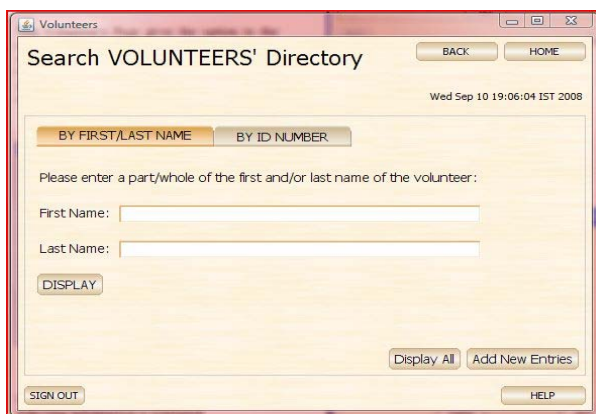 Volunteers
Search VOLUNTEERS' Directory
BACK
HOME
Wed Sep 10 19:06:04 IST 2008
BY FIRST/LAST NAME
BY ID NUMBER
Please enter a part/whole of the first and/or last name of the volunteer:
First Name:
Last Name:
DISPLAY
Display All
Add New Entries
SIGN OUT
HELP